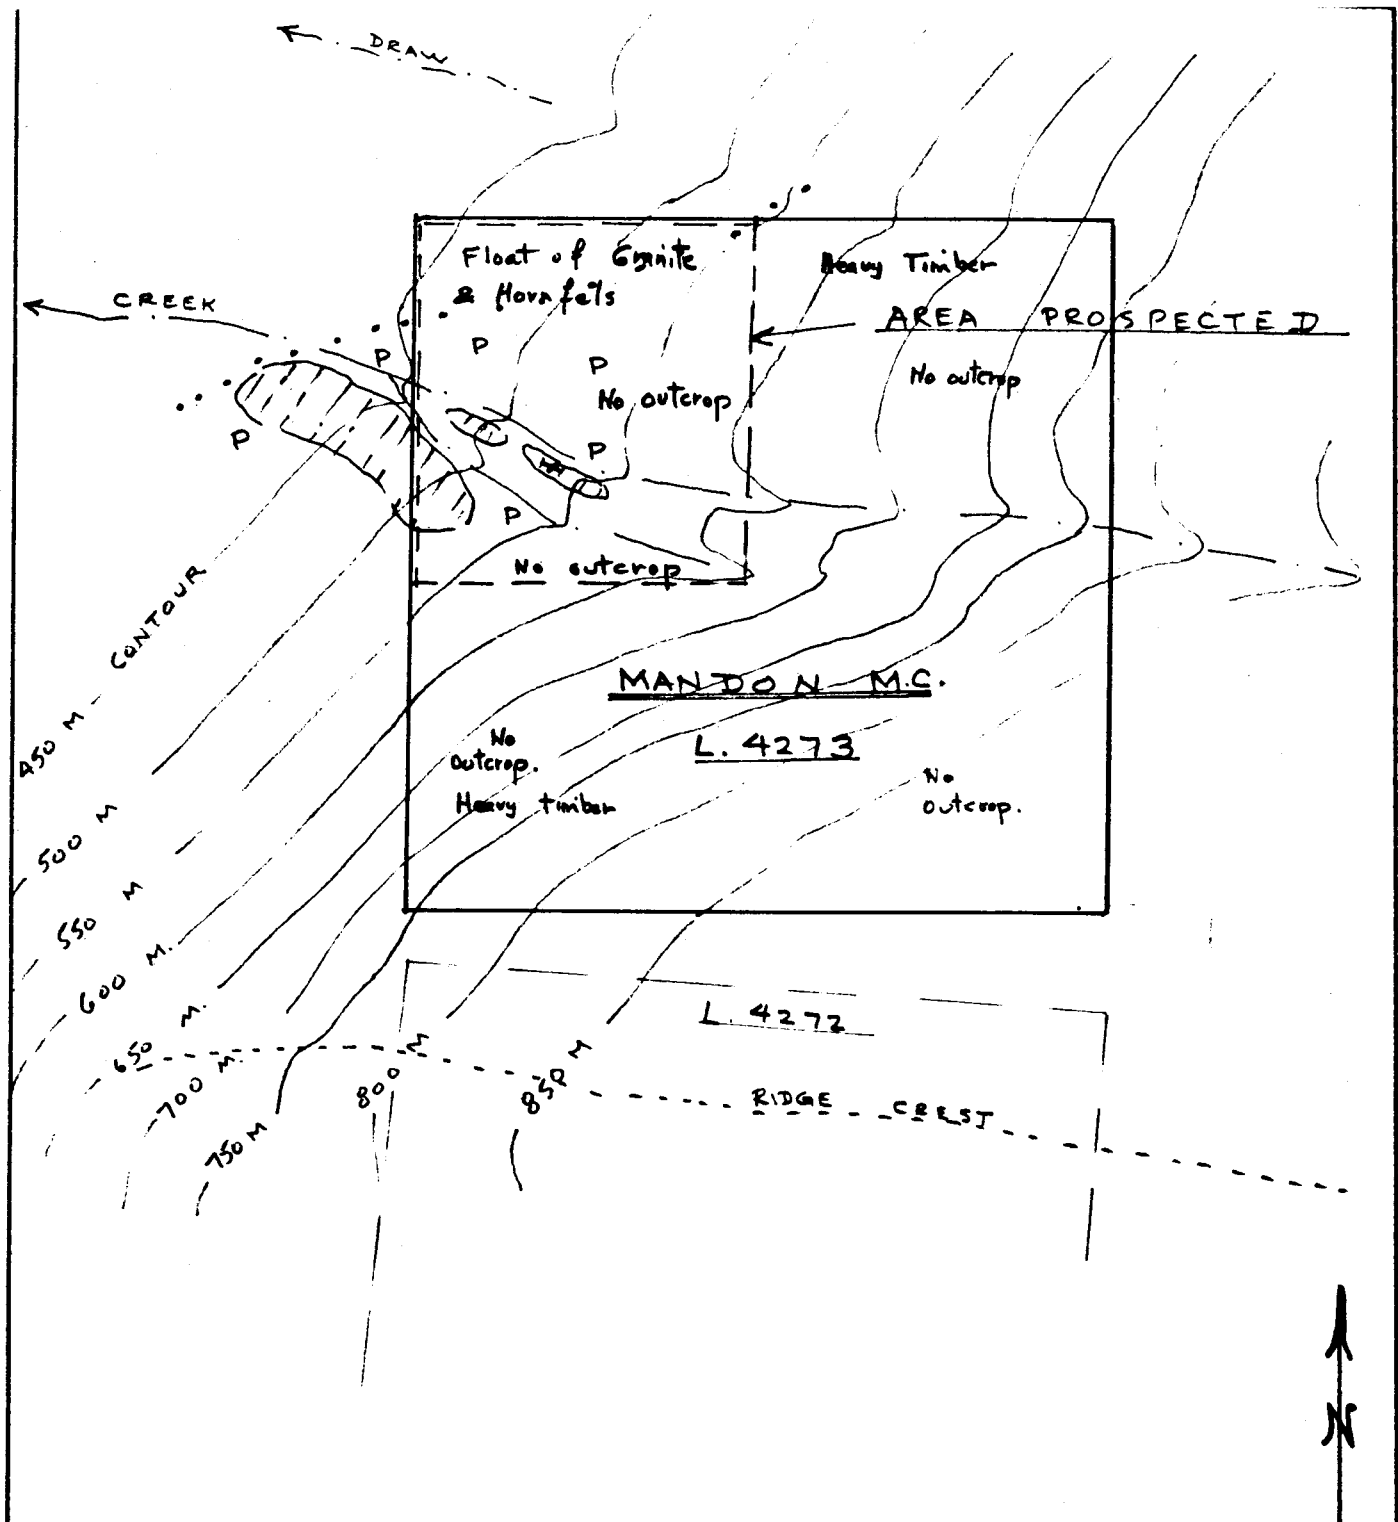 DRAW
Float of Granite
& Hornfels
Heavy Timber
CREEK
AREA PROSPECTED
P
P
P
No outcrop
No outcrop
P
P
P
No outcrop
450 M - CONTOUR
MANDON M.C.
L. 4273
No
outcrop.
Heavy timber
No
outcrop.
500 M
550 M
600 M.
650 M.
700 M.
750 M
800 M
850 M
L. 4272
RIDGE CREST
N